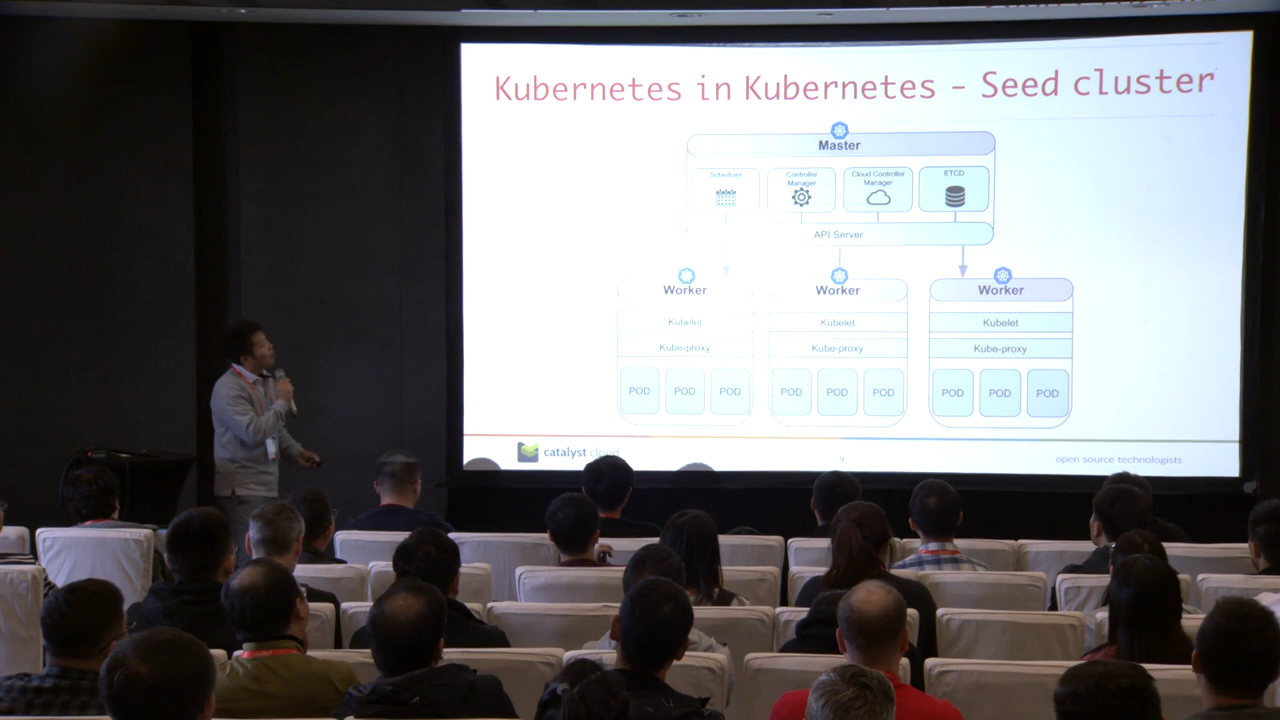 Kubernetes in Kubernetes - Seed cluster
Master
Scheduler
Controller
Manager
Cloud Controller
Manager
ETCD
API Server
Worker
Worker
Worker
Kubelet
Kubelet
Kubelet
Kube-proxy
Kube-proxy
Kube-proxy
POD
POD
POD
POD
POD
POD
POD
POD
POD
catalyst cloud
9
open source technologists